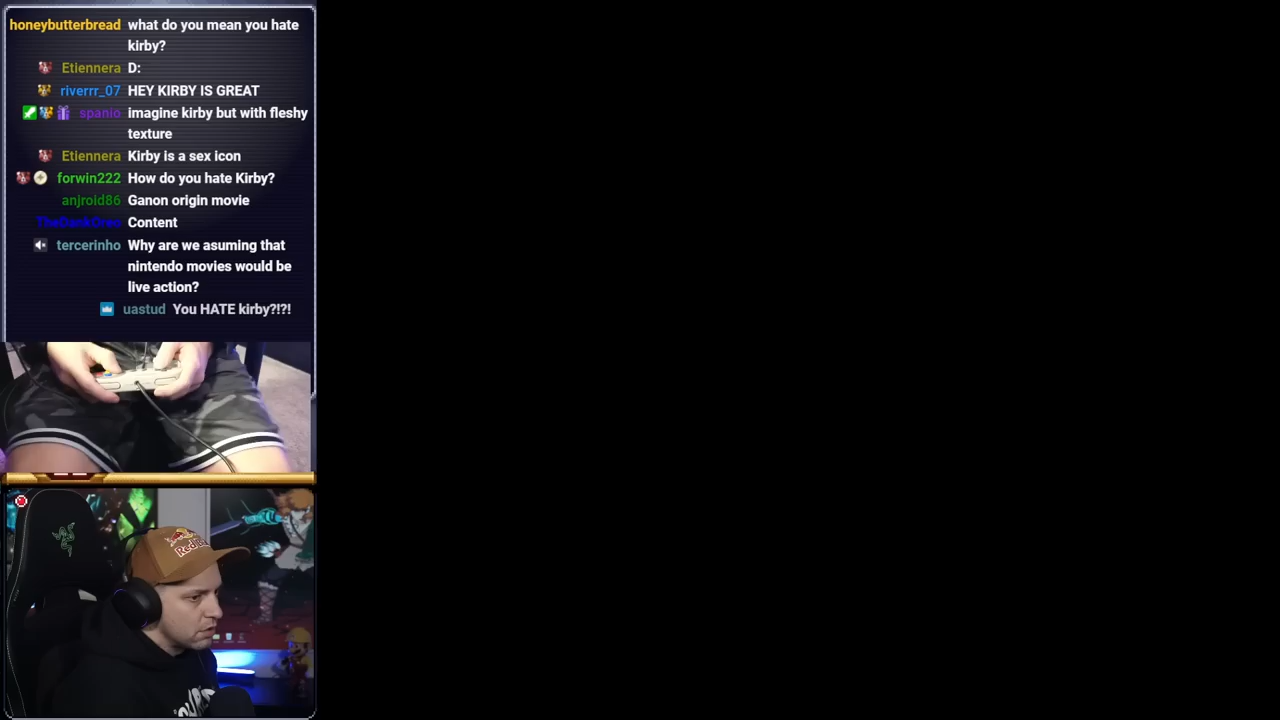 honeybutterbread what do you mean you hate
kirby?
Etiennera D:
riverrr_07 HEY KIRBY IS GREAT
spanio imagine kirby but with fleshy
texture
Etiennera Kirby is a sex icon
forwin222 How do you hate Kirby?
anjroid86 Ganon origin movie
TheDankOreo Content
tercerinho Why are we asuming that
nintendo movies would be
live action?
uastud You HATE kirby?!?!
Red